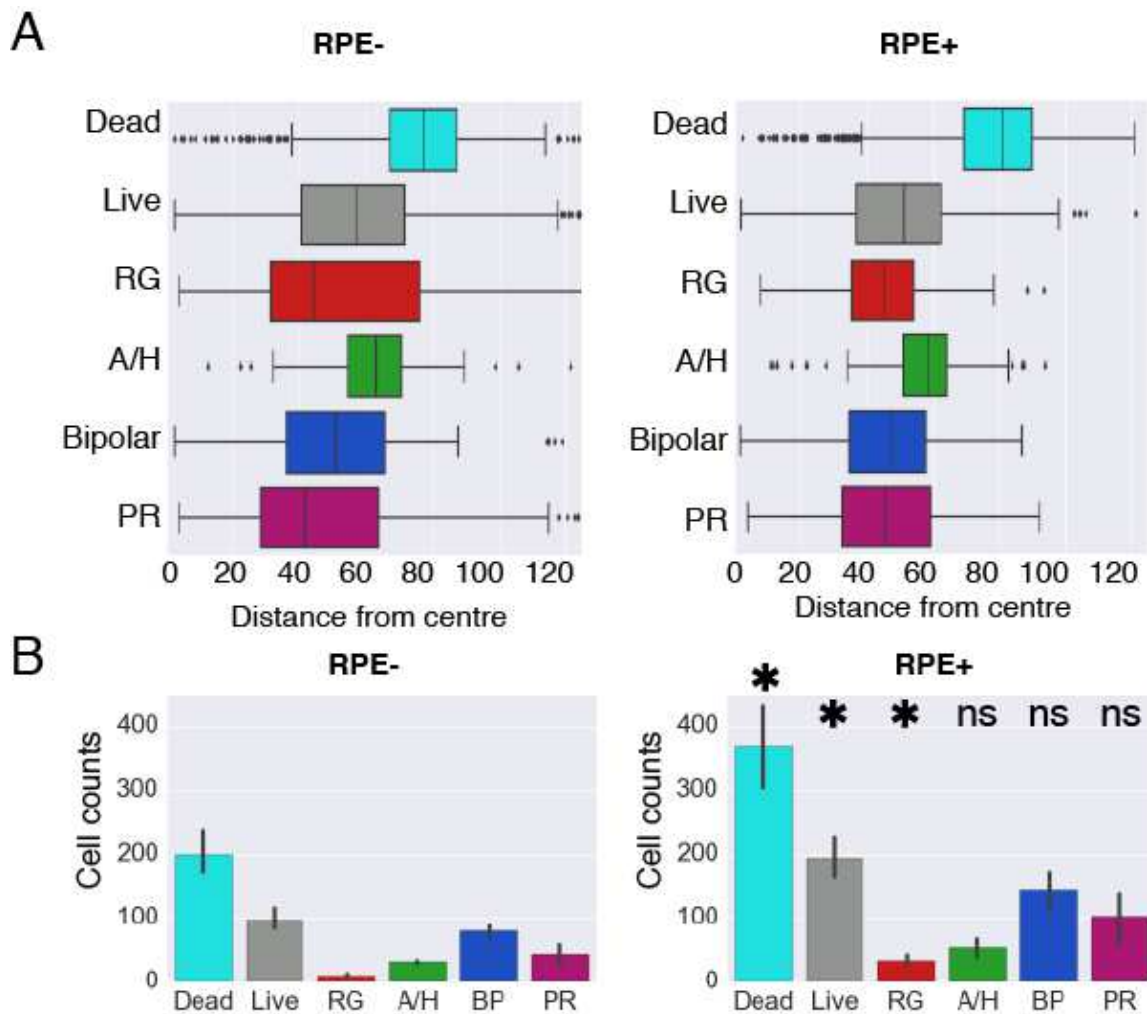 A
RPE-
RPE+
Dead
Live
RG
A/H
Bipolar
PR
0 20 40 60 80 100 120
Distance from centre
Dead
Live
RG
A/H
Bipolar
PR
0 20 40 60 80 100 120
Distance from centre
B
RPE-
RPE+
Cell counts
400
300
200
100
0
Dead Live RG A/H BP PR
Cell counts
400
300
200
100
0
* * * ns ns ns
Dead Live RG A/H BP PR